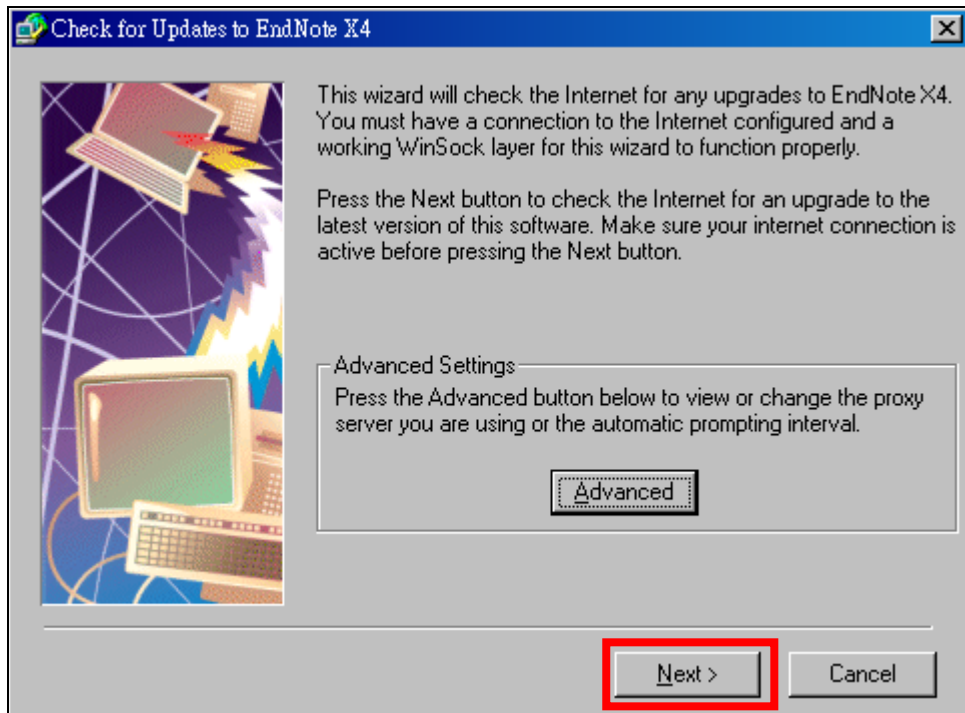 Check for Updates to EndNote X4
This wizard will check the Internet for any upgrades to EndNote X4.
You must have a connection to the Internet configured and a
working WinSock layer for this wizard to function properly.
Press the Next button to check the Internet for an upgrade to the
latest version of this software. Make sure your internet connection is
active before pressing the Next button.
Advanced Settings
Press the Advanced button below to view or change the proxy
server you are using or the automatic prompting interval.
Advanced
Next >
Cancel